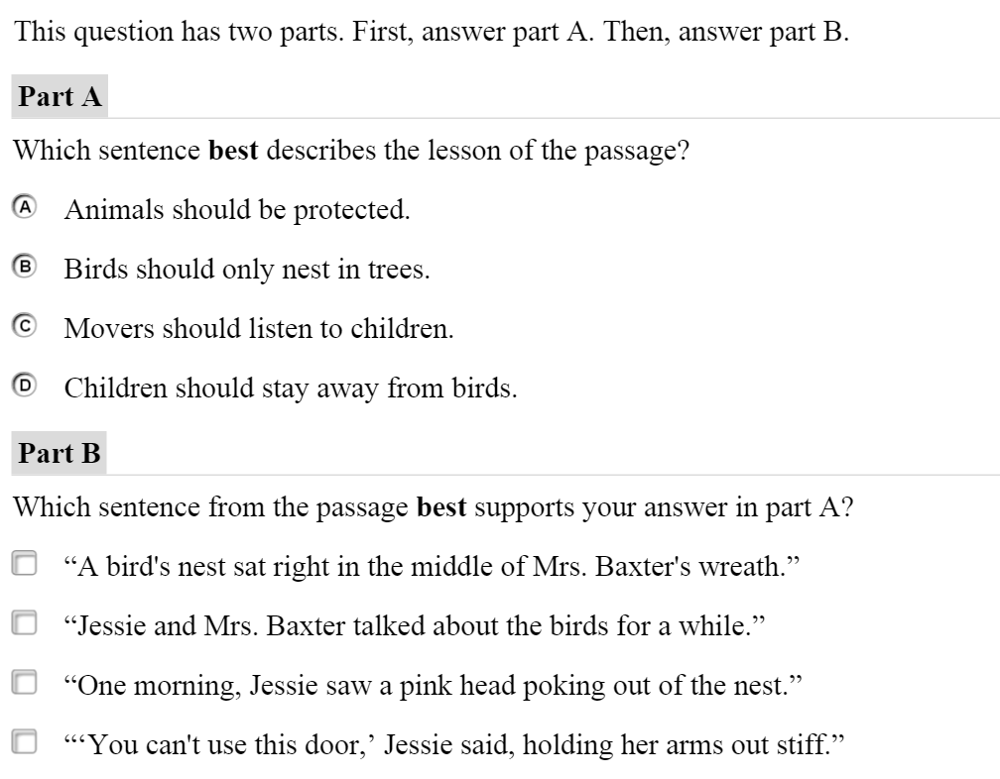 This question has two parts. First, answer part A. Then, answer part B.
Part A
Which sentence best describes the lesson of the passage?
A Animals should be protected.
B Birds should only nest in trees.
C Movers should listen to children.
D Children should stay away from birds.
Part B
Which sentence from the passage best supports your answer in part A?
“A bird's nest sat right in the middle of Mrs. Baxter's wreath.”
“Jessie and Mrs. Baxter talked about the birds for a while.”
“One morning, Jessie saw a pink head poking out of the nest.”
“‘You can't use this door,’ Jessie said, holding her arms out stiff.”